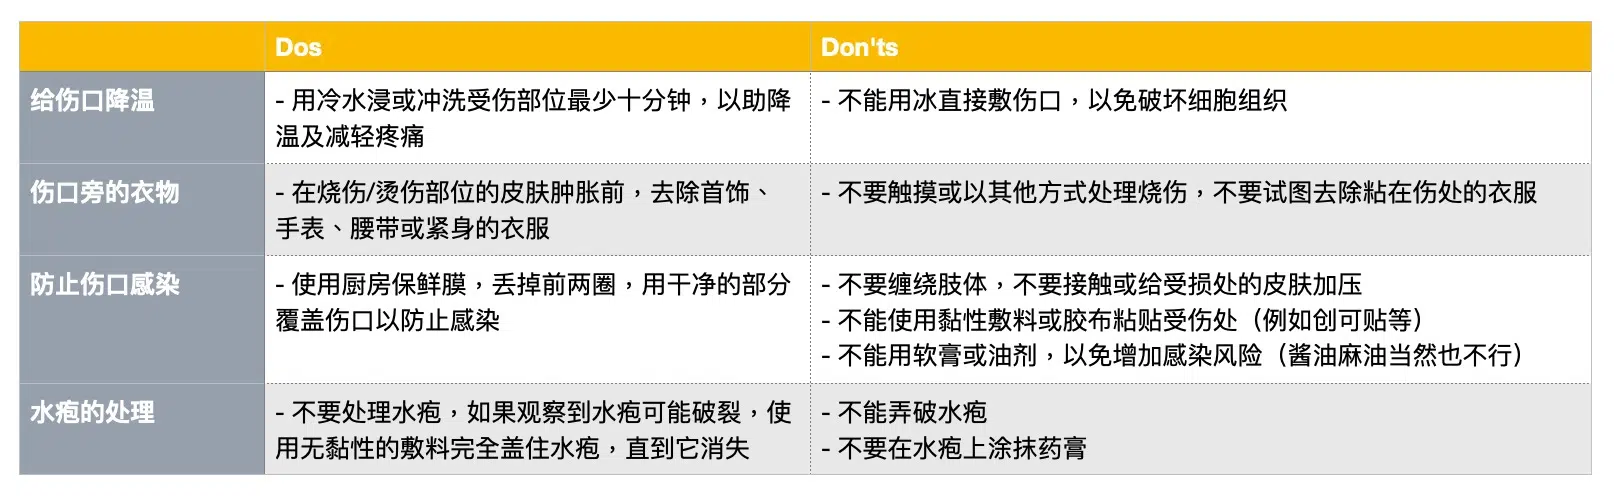 Dos
Don'ts
给伤口降温
- 用冷水浸或冲洗受伤部位最少十分钟，以助降
温及减轻疼痛
- 不能用冰直接敷伤口，以免破坏细胞组织
伤口旁的衣物
- 在烧伤/烫伤部位的皮肤肿胀前，去除首饰、
手表、腰带或紧身的衣服
- 不要触摸或以其他方式处理烧伤，不要试图去除粘在伤处的衣服
防止伤口感染
- 使用厨房保鲜膜，丢掉前两圈，用干净的部分
覆盖伤口以防止感染
- 不要缠绕肢体，不要接触或给受损处的皮肤加压
- 不能使用黏性敷料或胶布粘贴受伤处（例如创可贴等）
- 不能用软膏或油剂，以免增加感染风险（酱油麻油当然也不行）
水疱的处理
- 不要处理水疱，如果观察到水疱可能破裂，使
用无黏性的敷料完全盖住水疱，直到它消失
- 不能弄破水疱
- 不要在水疱上涂抹药膏